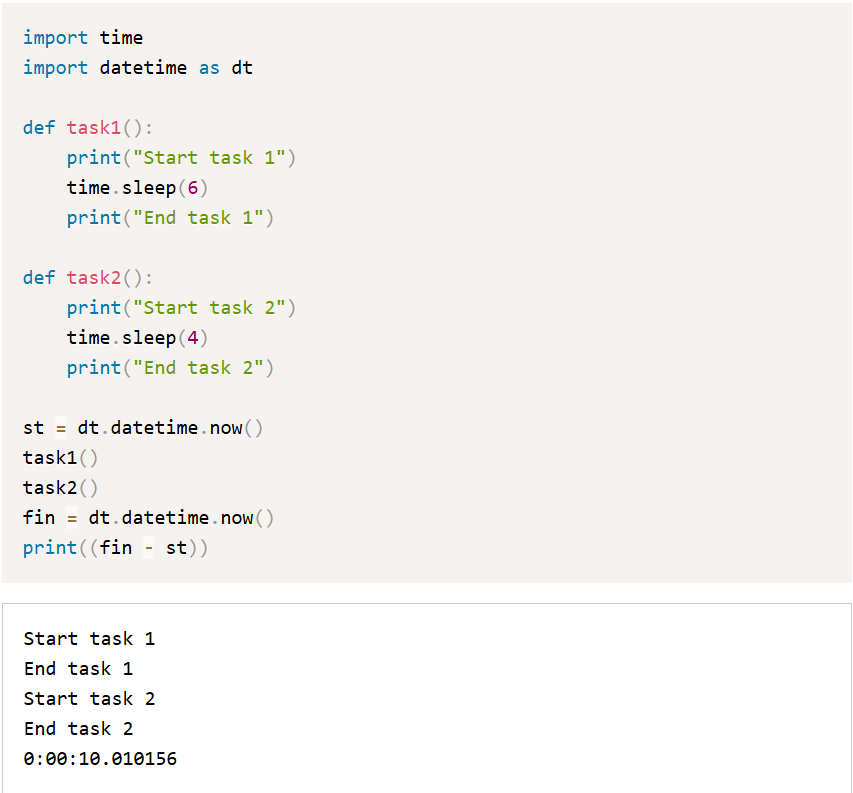 import time
import datetime as dt
def task1():
    print("Start task 1")
    time.sleep(6)
    print("End task 1")
def task2():
    print("Start task 2")
    time.sleep(4)
    print("End task 2")
st = dt.datetime.now()
task1()
task2()
fin = dt.datetime.now()
print((fin - st))
Start task 1
End task 1
Start task 2
End task 2
0:00:10.010156